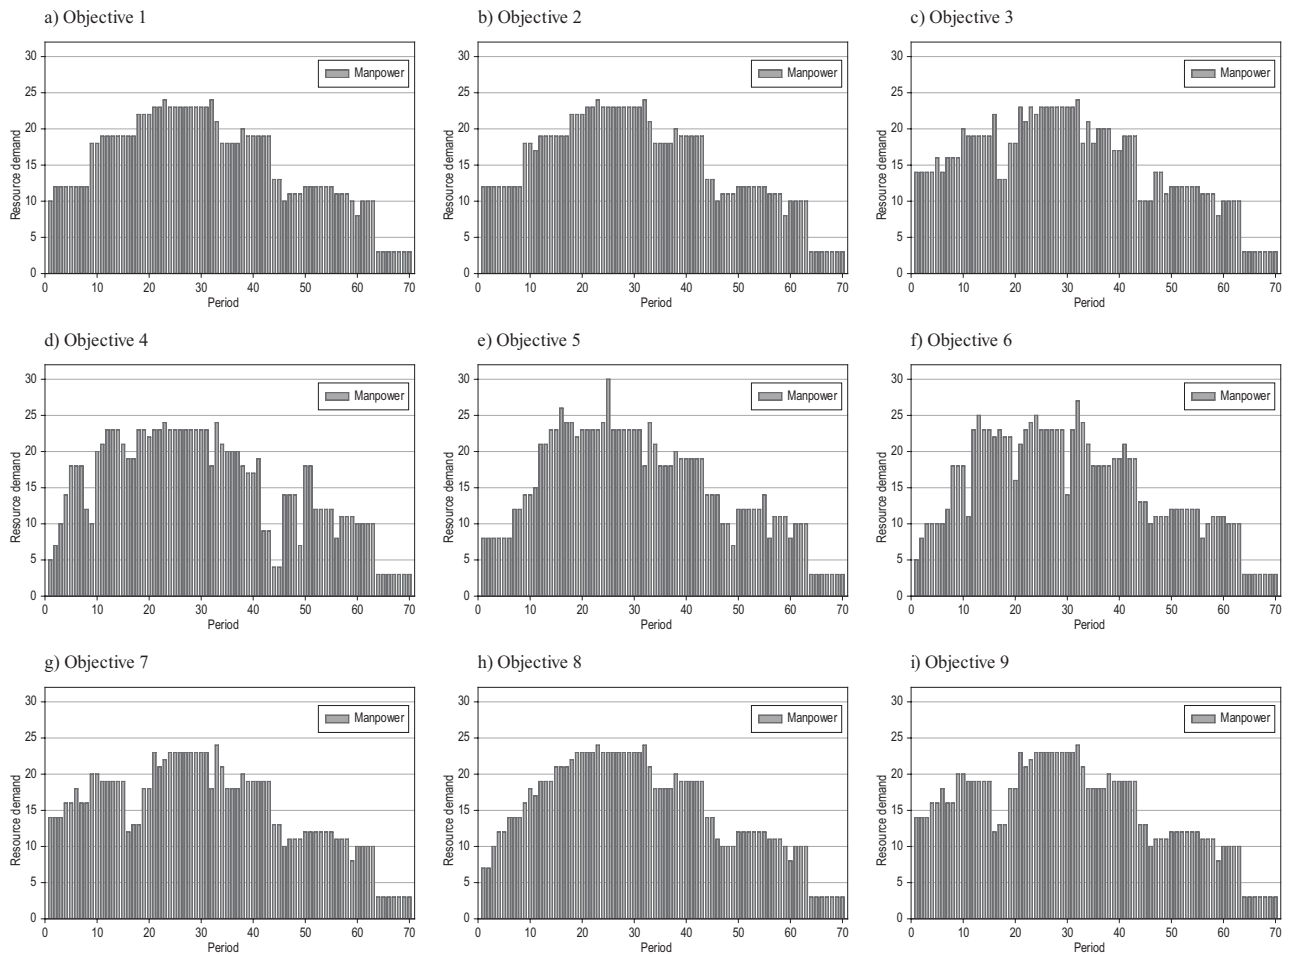 a) Objective 1
b) Objective 2
c) Objective 3
Resource demand
30
25
20
15
10
5
0
Manpower
0 10 20 30 40 50 60 70
Period
Resource demand
30
25
20
15
10
5
0
Manpower
0 10 20 30 40 50 60 70
Period
Resource demand
30
25
20
15
10
5
0
Manpower
0 10 20 30 40 50 60 70
Period
d) Objective 4
e) Objective 5
f) Objective 6
Resource demand
30
25
20
15
10
5
0
Manpower
0 10 20 30 40 50 60 70
Period
Resource demand
30
25
20
15
10
5
0
Manpower
0 10 20 30 40 50 60 70
Period
Resource demand
30
25
20
15
10
5
0
Manpower
0 10 20 30 40 50 60 70
Period
g) Objective 7
h) Objective 8
i) Objective 9
Resource demand
30
25
20
15
10
5
0
Manpower
0 10 20 30 40 50 60 70
Period
Resource demand
30
25
20
15
10
5
0
Manpower
0 10 20 30 40 50 60 70
Period
Resource demand
30
25
20
15
10
5
0
Manpower
0 10 20 30 40 50 60 70
Period